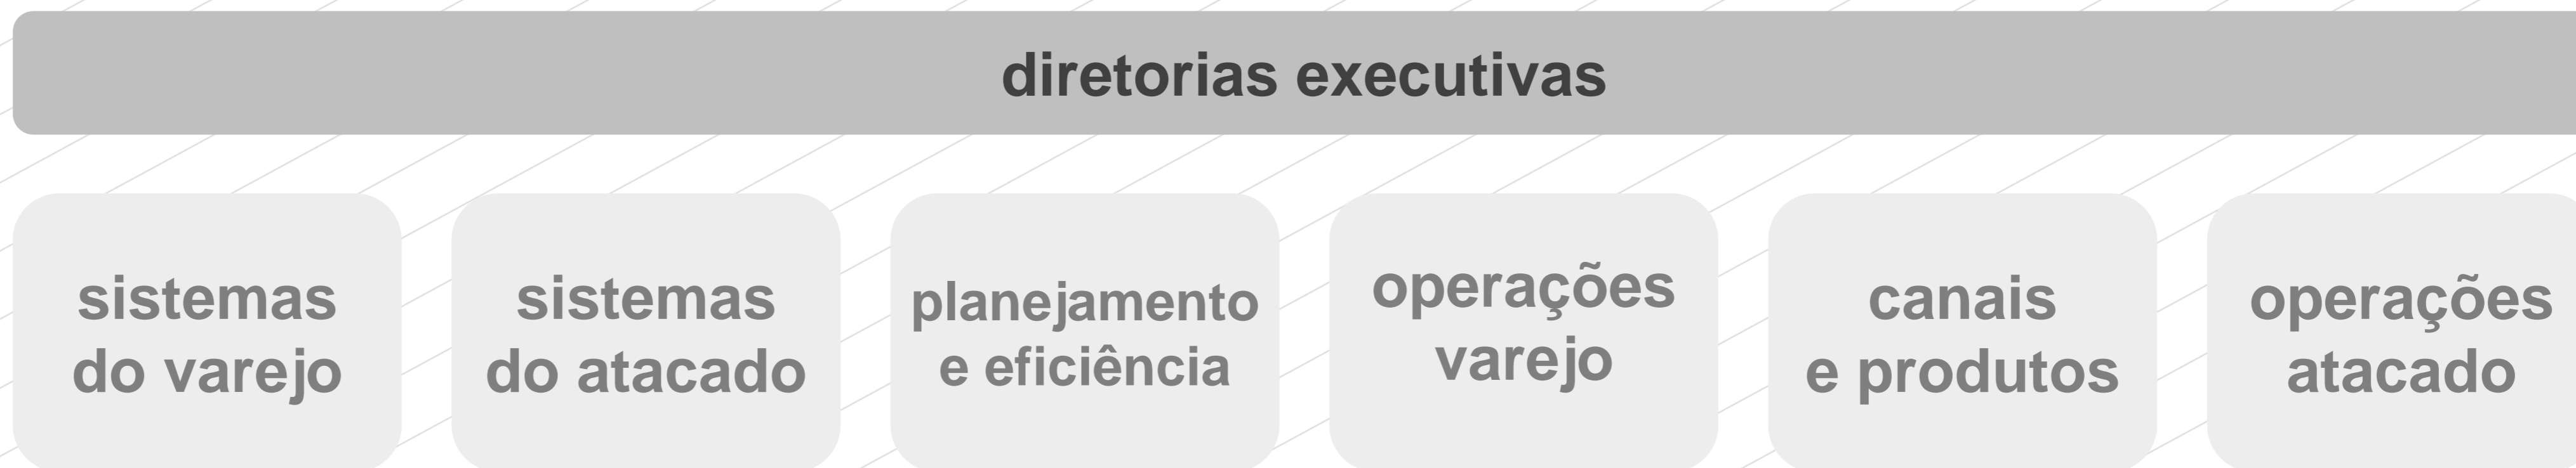 diretorias executivas
sistemas
do varejo
sistemas
do atacado
planejamento
e eficiência
operações
varejo
canais
e produtos
operações
atacado